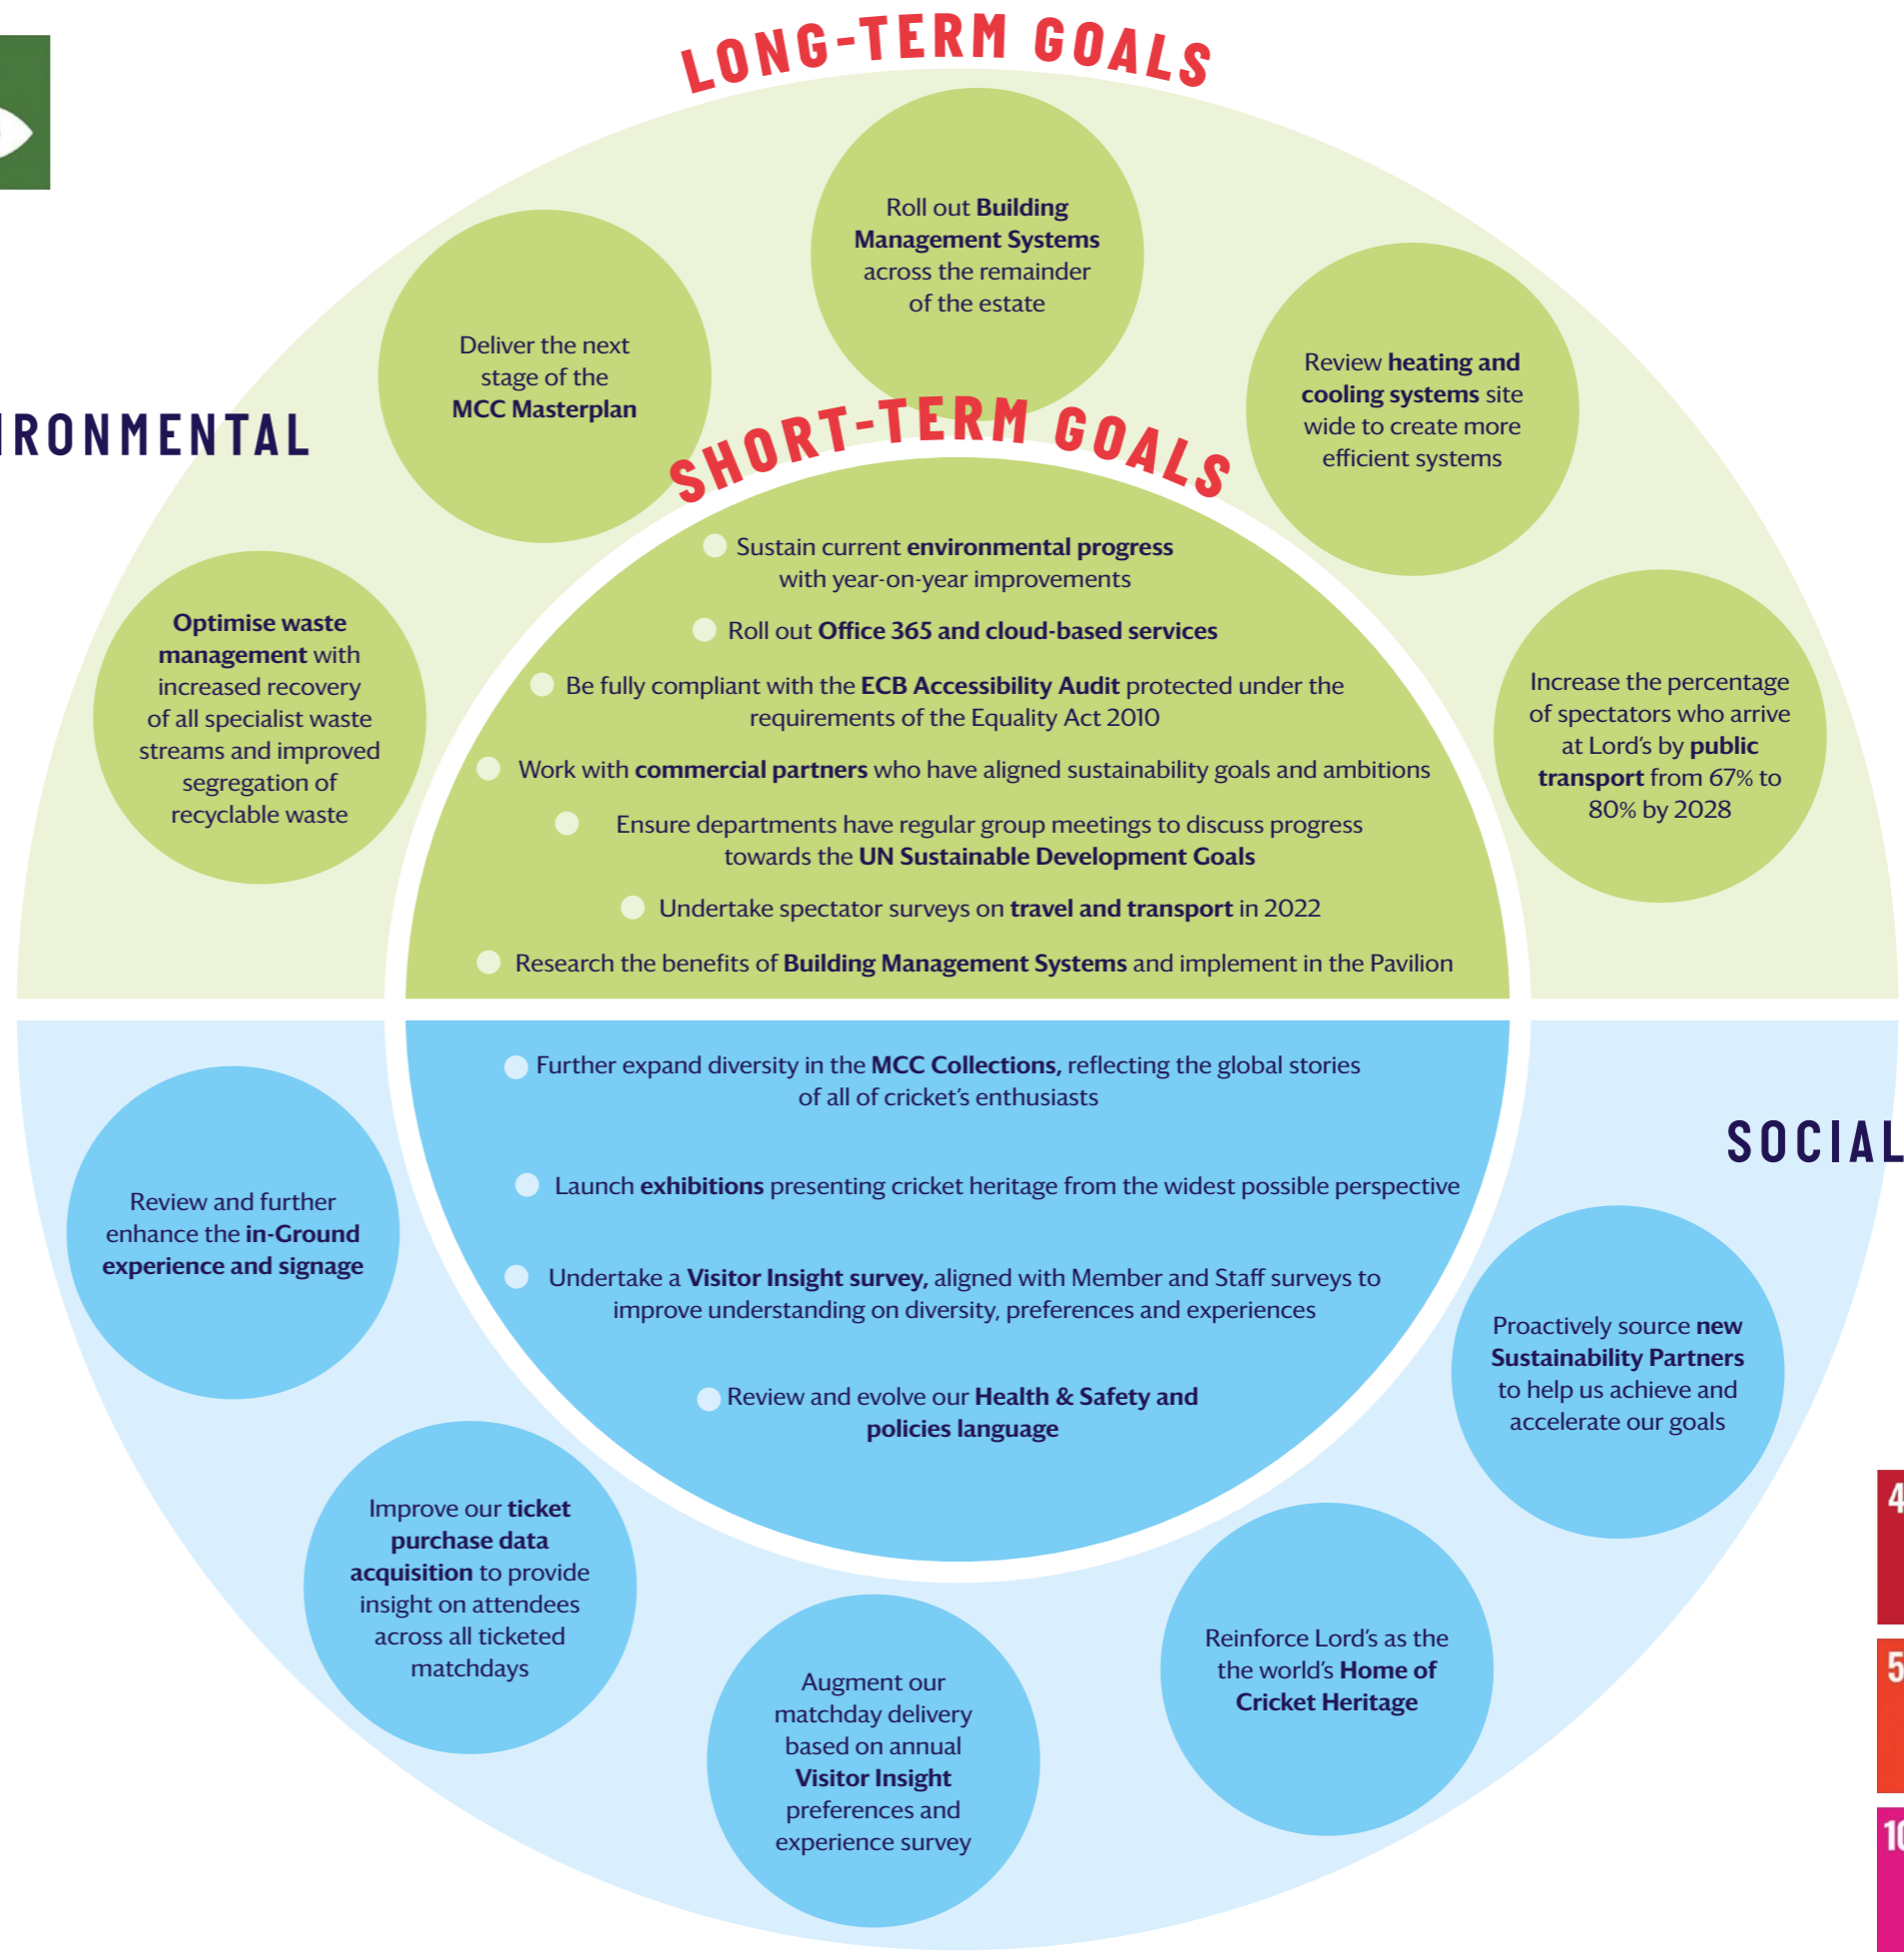 LONG-TERM GOALS
Roll out Building
Management Systems
across the remainder
of the estate
Deliver the next
stage of the
MCC Masterplan
Review heating and
cooling systems site
wide to create more
efficient systems
IRONMENTAL
Optimise waste
management with
increased recovery
of all specialist waste
streams and improved
segregation of
recyclable waste
Increase the percentage
of spectators who arrive
at Lord's by public
transport from 67% to
80% by 2028
SHORT-TERM GOALS
Sustain current environmental progress
with year-on-year improvements
Roll out Office 365 and cloud-based services
Be fully compliant with the ECB Accessibility Audit protected under the
requirements of the Equality Act 2010
Work with commercial partners who have aligned sustainability goals and ambitions
Ensure departments have regular group meetings to discuss progress
towards the UN Sustainable Development Goals
Undertake spectator surveys on travel and transport in 2022
Research the benefits of Building Management Systems and implement in the Pavilion
Further expand diversity in the MCC Collections, reflecting the global stories
of all of cricket's enthusiasts
Launch exhibitions presenting cricket heritage from the widest possible perspective
Undertake a Visitor Insight survey, aligned with Member and Staff surveys to
improve understanding on diversity, preferences and experiences
Review and evolve our Health & Safety and
policies language
SOCIAL
Review and further
enhance the in-Ground
experience and signage
Improve our ticket
purchase data
acquisition to provide
insight on attendees
across all ticketed
matchdays
Augment our
matchday delivery
based on annual
Visitor Insight
preferences and
experience survey
Reinforce Lord's as the
the world's Home of
Cricket Heritage
Proactively source new
Sustainability Partners
to help us achieve and
accelerate our goals
4
5
10